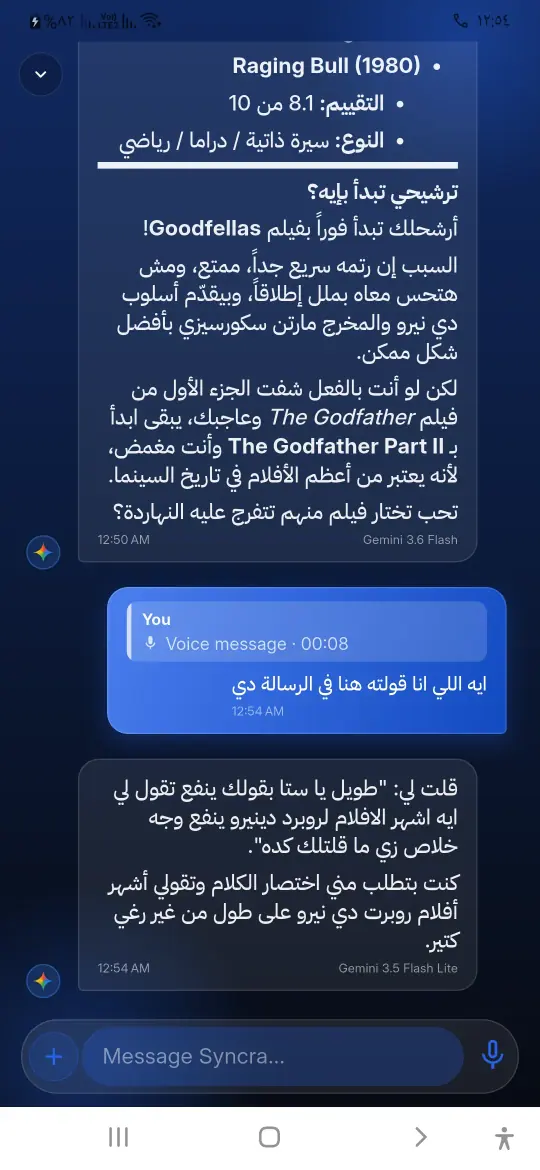 ١٢:٥٤
%٨٢
Raging Bull (1980)
التقييم: 8.1 من 10
النوع: سيرة ذاتية / دراما / رياضي
ترشيحي تبدأ بإيه؟
أرشحلك تبدأ فوراً بفيلم Goodfellas!
السبب إن رتمه سريع جداً، ممتع، ومش
هتحس معاه بملل إطلاقاً، وبيقدّم أسلوب
دي نيرو والمخرج مارتن سكورسيزي بأفضل
شكل ممكن.
لكن لو أنت بالفعل شفت الجزء الأول من
فيلم The Godfather وعاجبك، يبقى ابدأ
بـ The Godfather Part II وأنت مغمض،
لأنه يعتبر من أعظم الأفلام في تاريخ السينما.
تحب تختار فيلم منهم تتفرج عليه النهاردة؟
12:50 AM
Gemini 3.6 Flash
You
Voice message · 00:08
ايه اللي انا قولته هنا في الرسالة دي
12:54 AM
قلت لي: "طويل يا ستا بقولك ينفع تقول لي
ايه اشهر الافلام لروبرد دينيرو ينفع وجه
خلاص زي ما قلتلك كده".
كنت بتطلب مني اختصار الكلام وتقولي أشهر
أفلام روبرت دي نيرو على طول من غير رغي
كتير.
12:54 AM
Gemini 3.5 Flash Lite
Message Syncra...